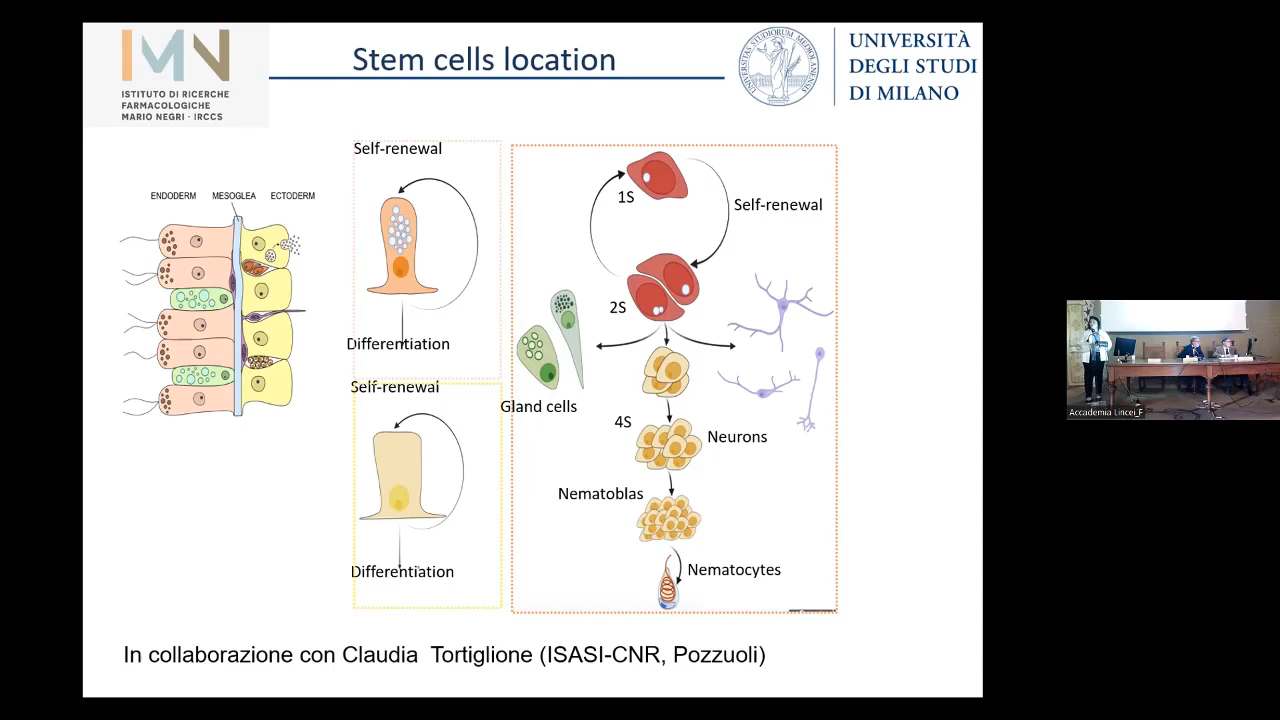 IMN
ISTITUTO DI RICERCHE
FARMACOLOGICHE
MARIO NEGRI · IRCCS
Stem cells location
UNIVERSITÀ
DEGLI STUDI
DI MILANO
ENDODERM MESOGLEA ECTODERM
Self-renewal
Differentiation
Self-renewal
Differentiation
1S
Self-renewal
2S
Gland cells
4S
Neurons
Nematoblas
Nematocytes
In collaborazione con Claudia Tortiglione (ISASI-CNR, Pozzuoli)
Accademia Lincei_F